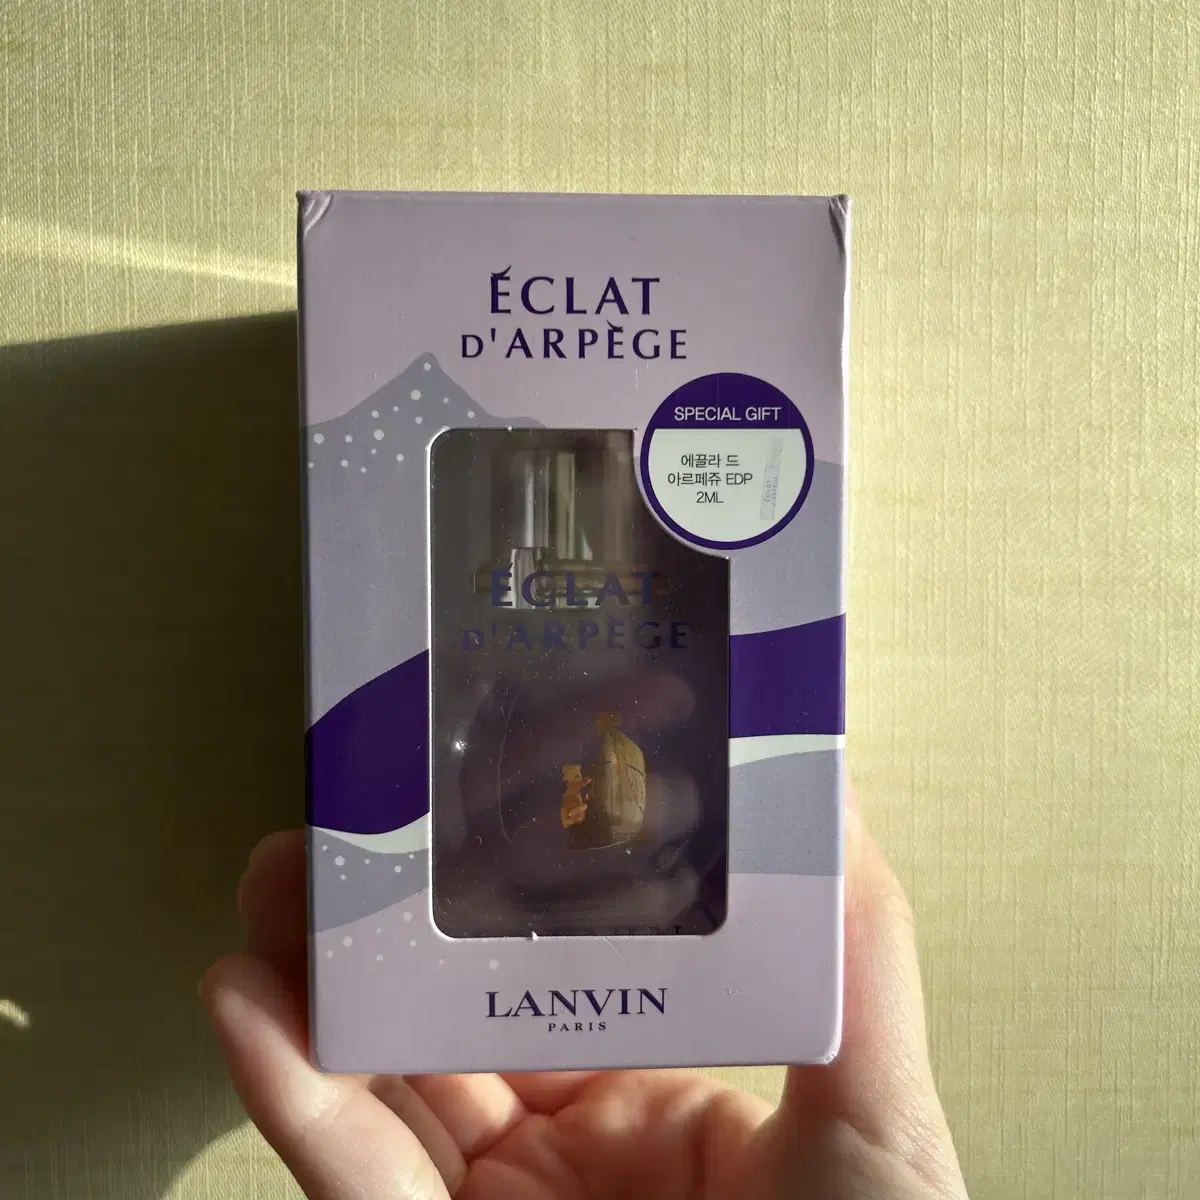 ÉCLAT
D'ARPÈGE
SPECIAL GIFT
에끌라 드
아르페쥬 EDP
2ML
ÉCLAT
D'ARPÈGE
LANVIN
PARIS